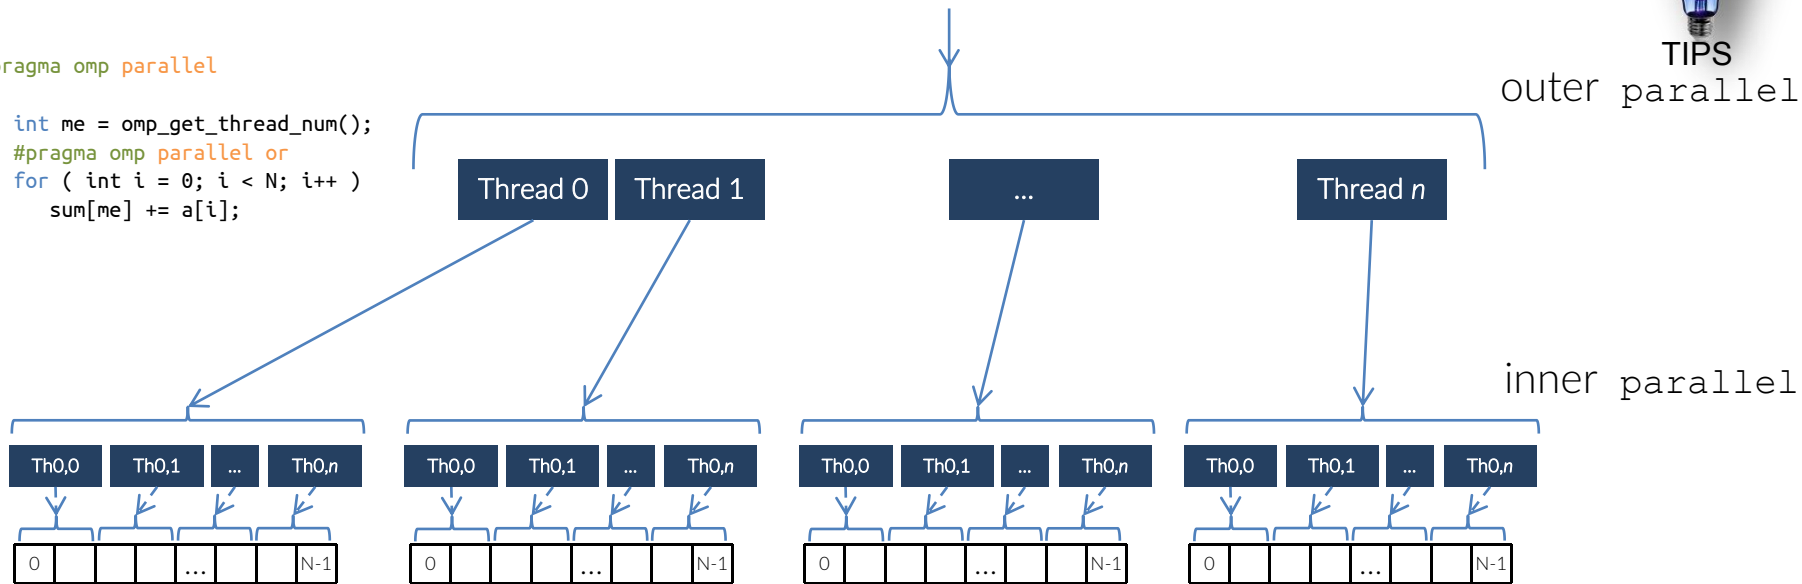 TIPS
outer parallel
ragma omp parallel
int me = omp_get_thread_num();
#pragma omp parallel or
for ( int i = 0; i < N; i++ )
sum[me] += a[i];
Thread 0 Thread 1 ... Thread n
inner parallel
Th0,0 Th0,1 ... Th0,n Th0,0 Th0,1 ... Th0,n Th0,0 Th0,1 ... Th0,n Th0,0 Th0,1 ... Th0,n
0 ... N-1 0 ... N-1 0 ... N-1 0 ... N-1